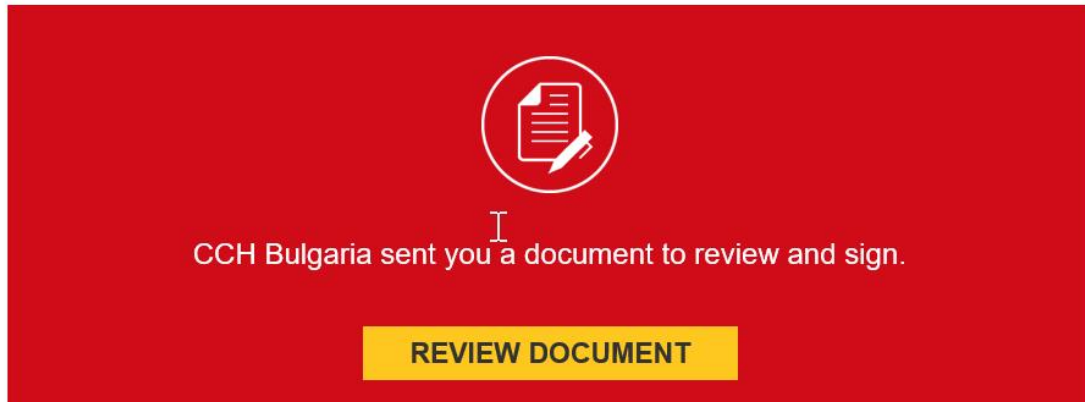 CCH Bulgaria sent you a document to review and sign.
REVIEW DOCUMENT